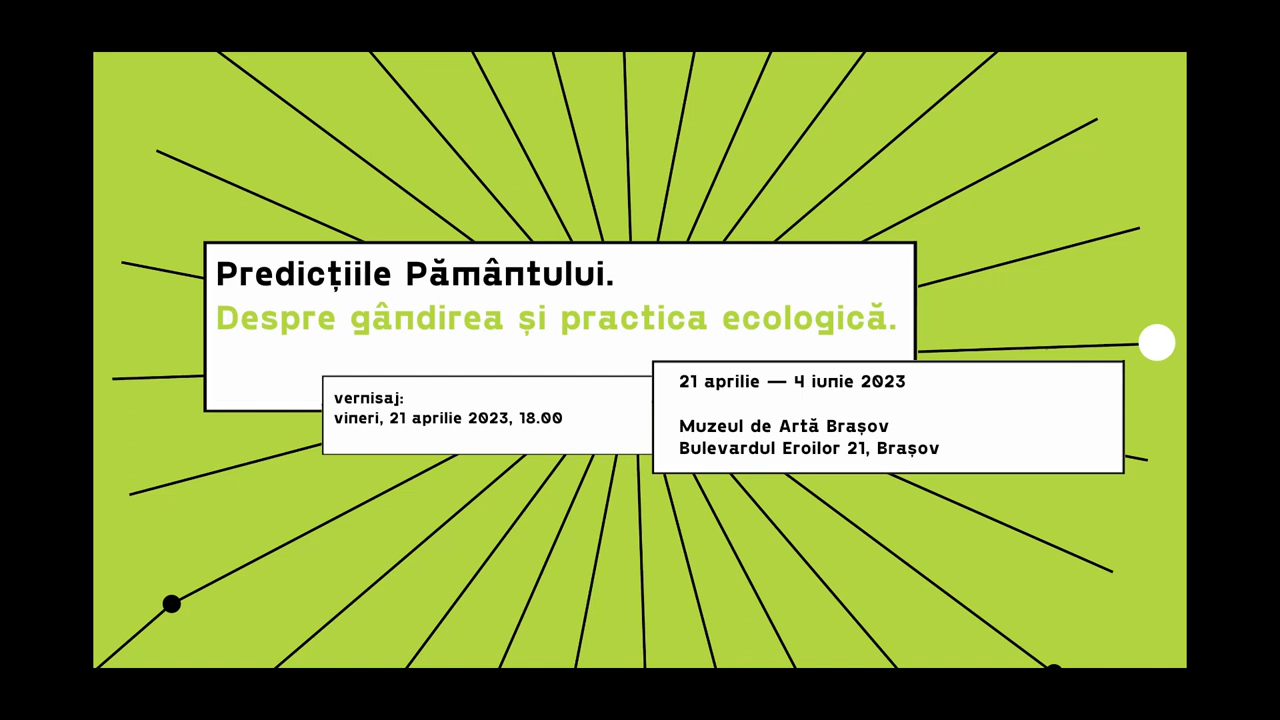 Predicțiile Pământului.
Despre gândirea și practica ecologică.
vernisaj:
vineri, 21 aprilie 2023, 18.00
21 aprilie — 4 iunie 2023
Muzeul de Artă Brașov
Bulevardul Eroilor 21, Brașov